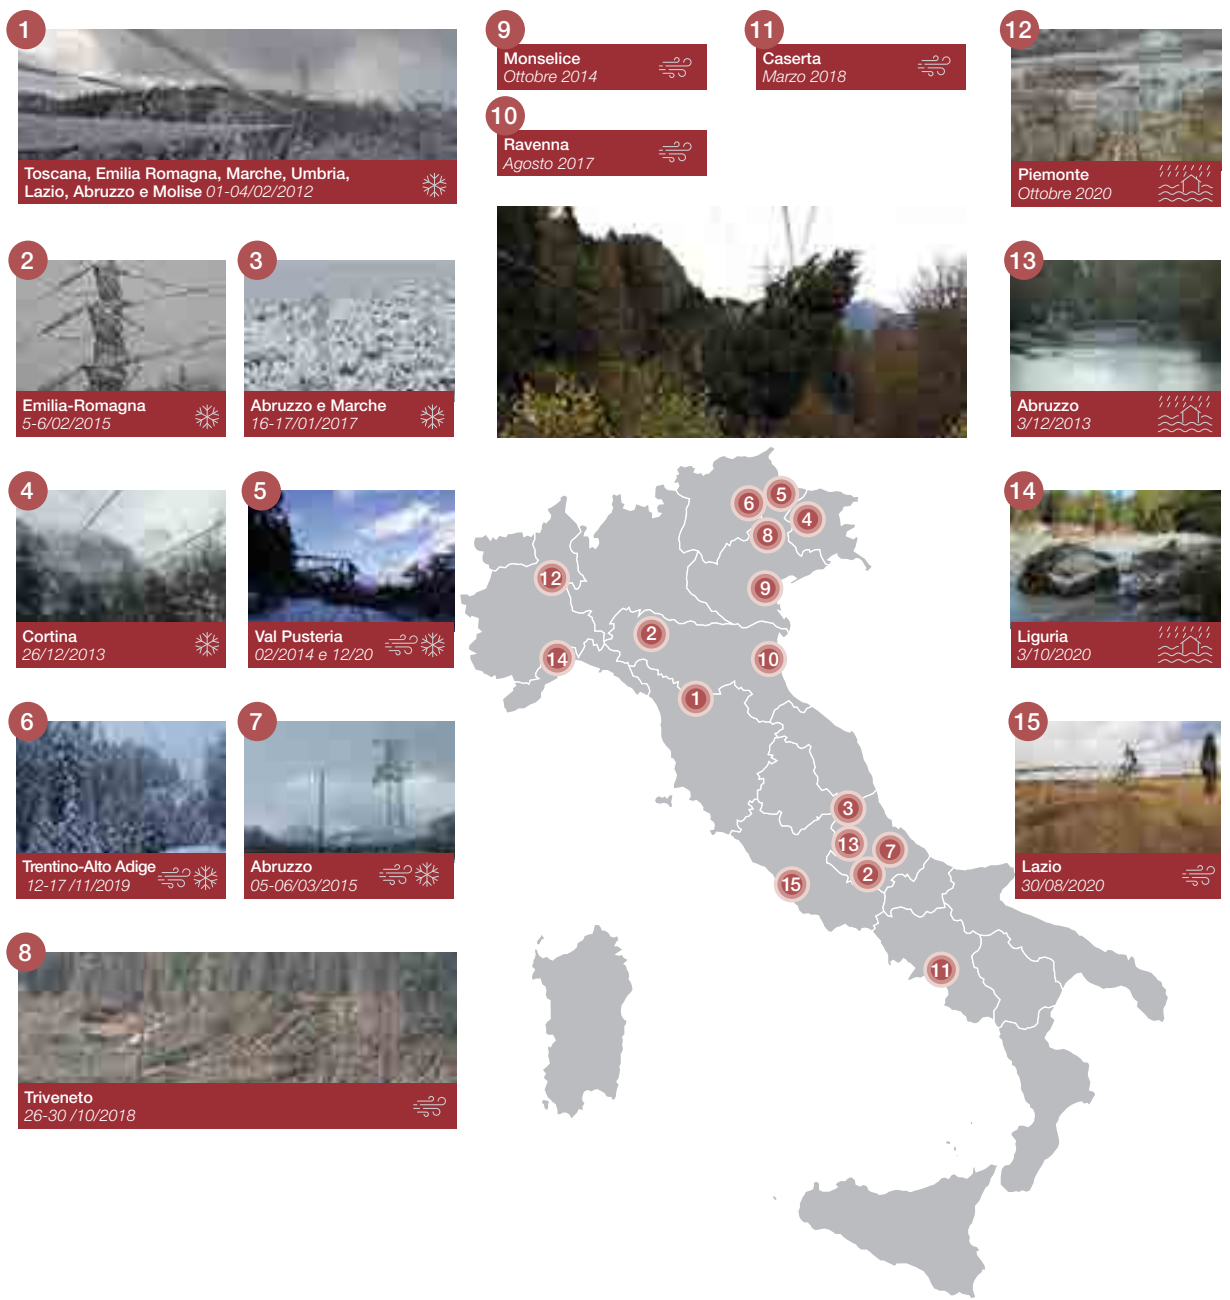 1
Toscana, Emilia Romagna, Marche, Umbria,
Lazio, Abruzzo e Molise 01-04/02/2012
2
Emilia-Romagna
5-6/02/2015
3
Abruzzo e Marche
16-17/01/2017
4
Cortina
26/12/2013
5
Val Pusteria
02/2014 e 12/20
6
Trentino-Alto Adige
12-17 /11/2019
7
Abruzzo
05-06/03/2015
8
Triveneto
26-30 /10/2018
9
Monselice
Ottobre 2014
10
Ravenna
Agosto 2017
11
Caserta
Marzo 2018
12
Piemonte
Ottobre 2020
13
Abruzzo
3/12/2013
14
Liguria
3/10/2020
15
Lazio
30/08/2020
5
6
4
8
12
9
2
14
10
1
3
13
7
2
15
11